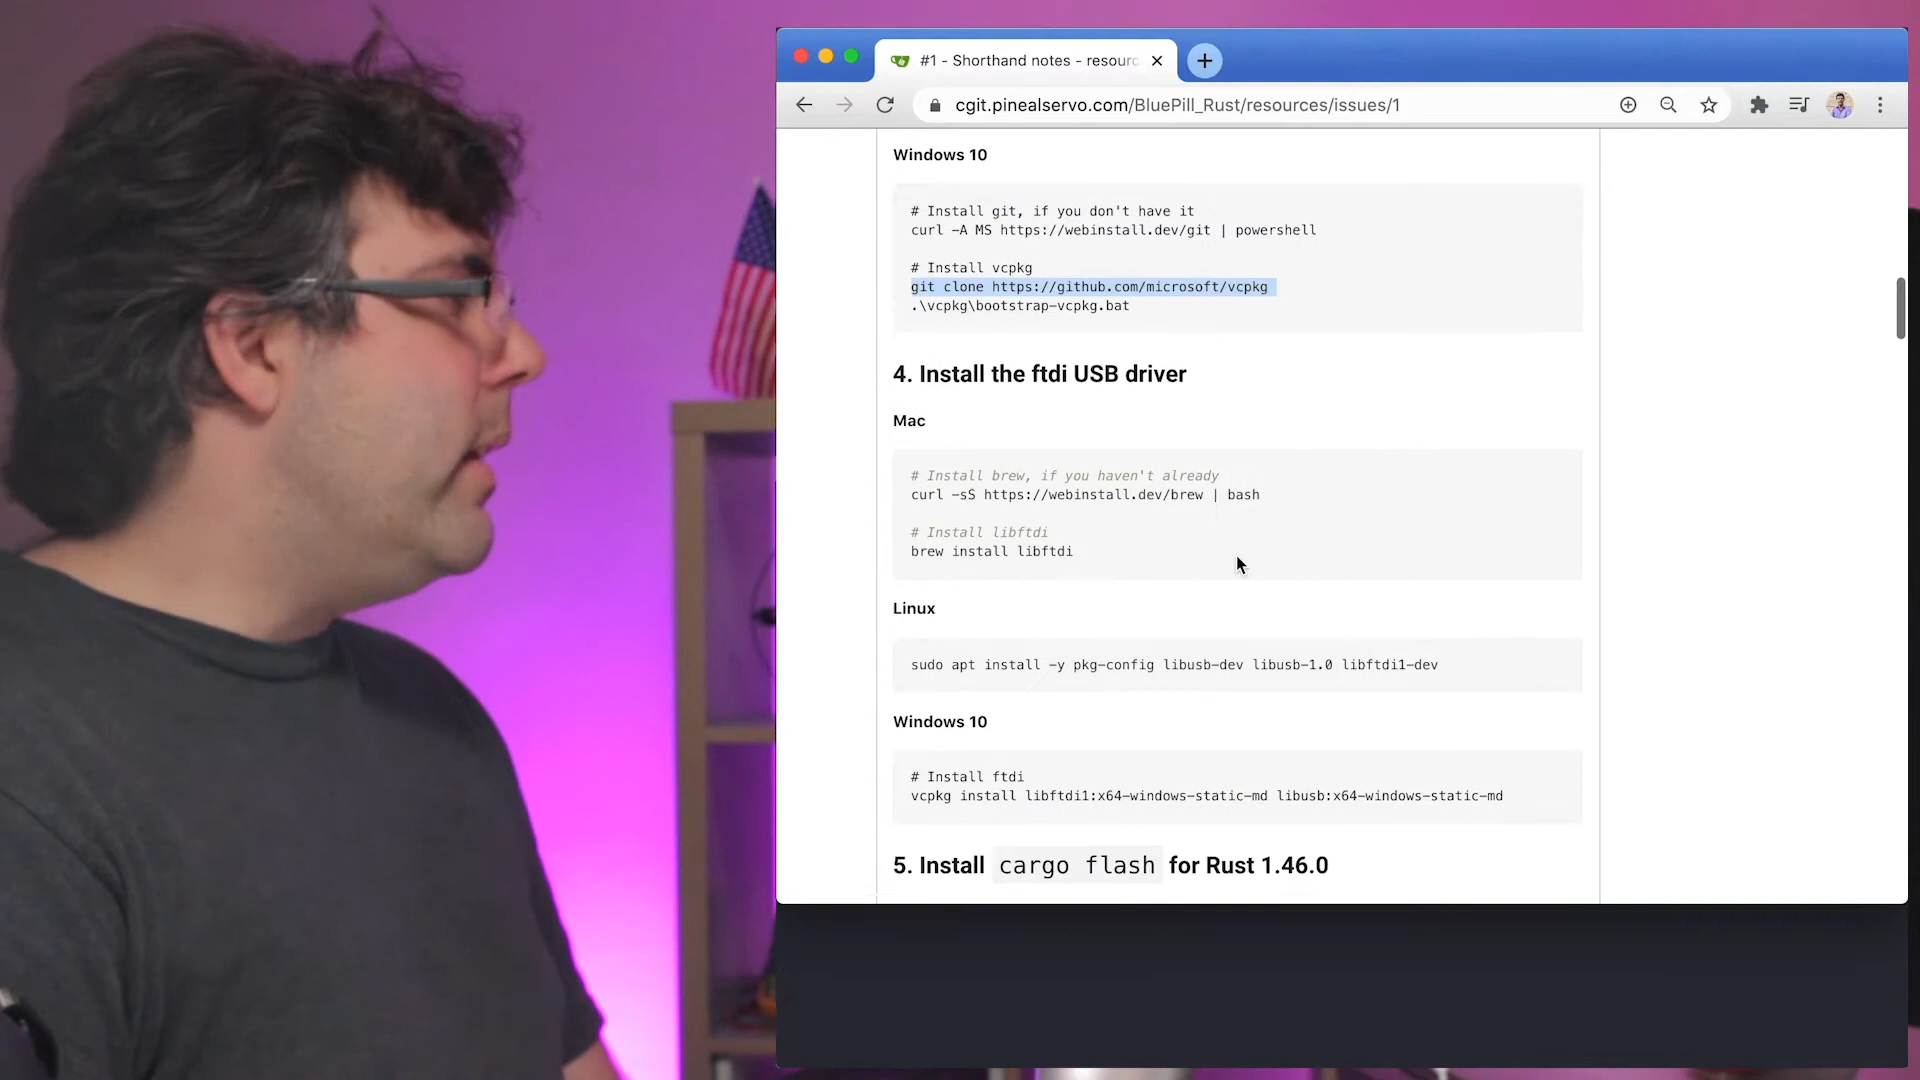 #1 - Shorthand notes - resourc
cgit.pinealservo.com/BluePill_Rust/resources/issues/1
Windows 10
# Install git, if you don't have it
curl -A MS https://webinstall.dev/git | powershell
# Install vcpkg
git clone https://github.com/microsoft/vcpkg
.\vcpkg\bootstrap-vcpkg.bat
4. Install the ftdi USB driver
Mac
# Install brew, if you haven't already
curl -sS https://webinstall.dev/brew | bash
# Install libftdi
brew install libftdi
Linux
sudo apt install -y pkg-config libusb-dev libusb-1.0 libftdi1-dev
Windows 10
# Install ftdi
vcpkg install libftdi1:x64-windows-static-md libusb:x64-windows-static-md
5. Install cargo flash for Rust 1.46.0